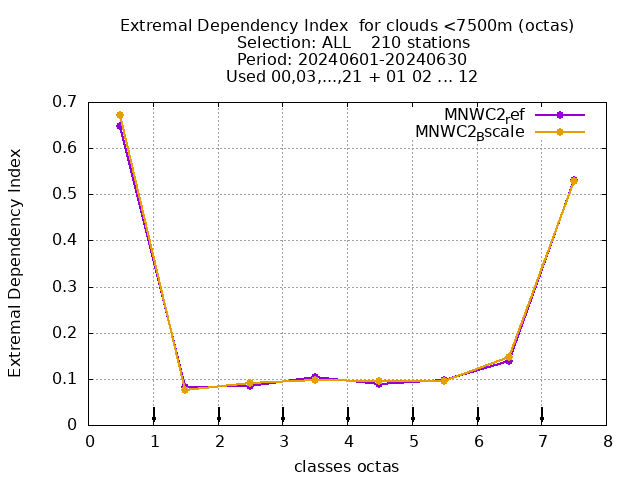 Extremal Dependency Index  for clouds <7500m (octas)
Selection: ALL    210 stations
Period: 20240601-20240630
Used 00,03,...,21 + 01 02 ... 12
MNWC2ref
MNWC2Bscale
Extremal Dependency Index
0.7
0.6
0.5
0.4
0.3
0.2
0.1
0
0 1 2 3 4 5 6 7 8
classes octas